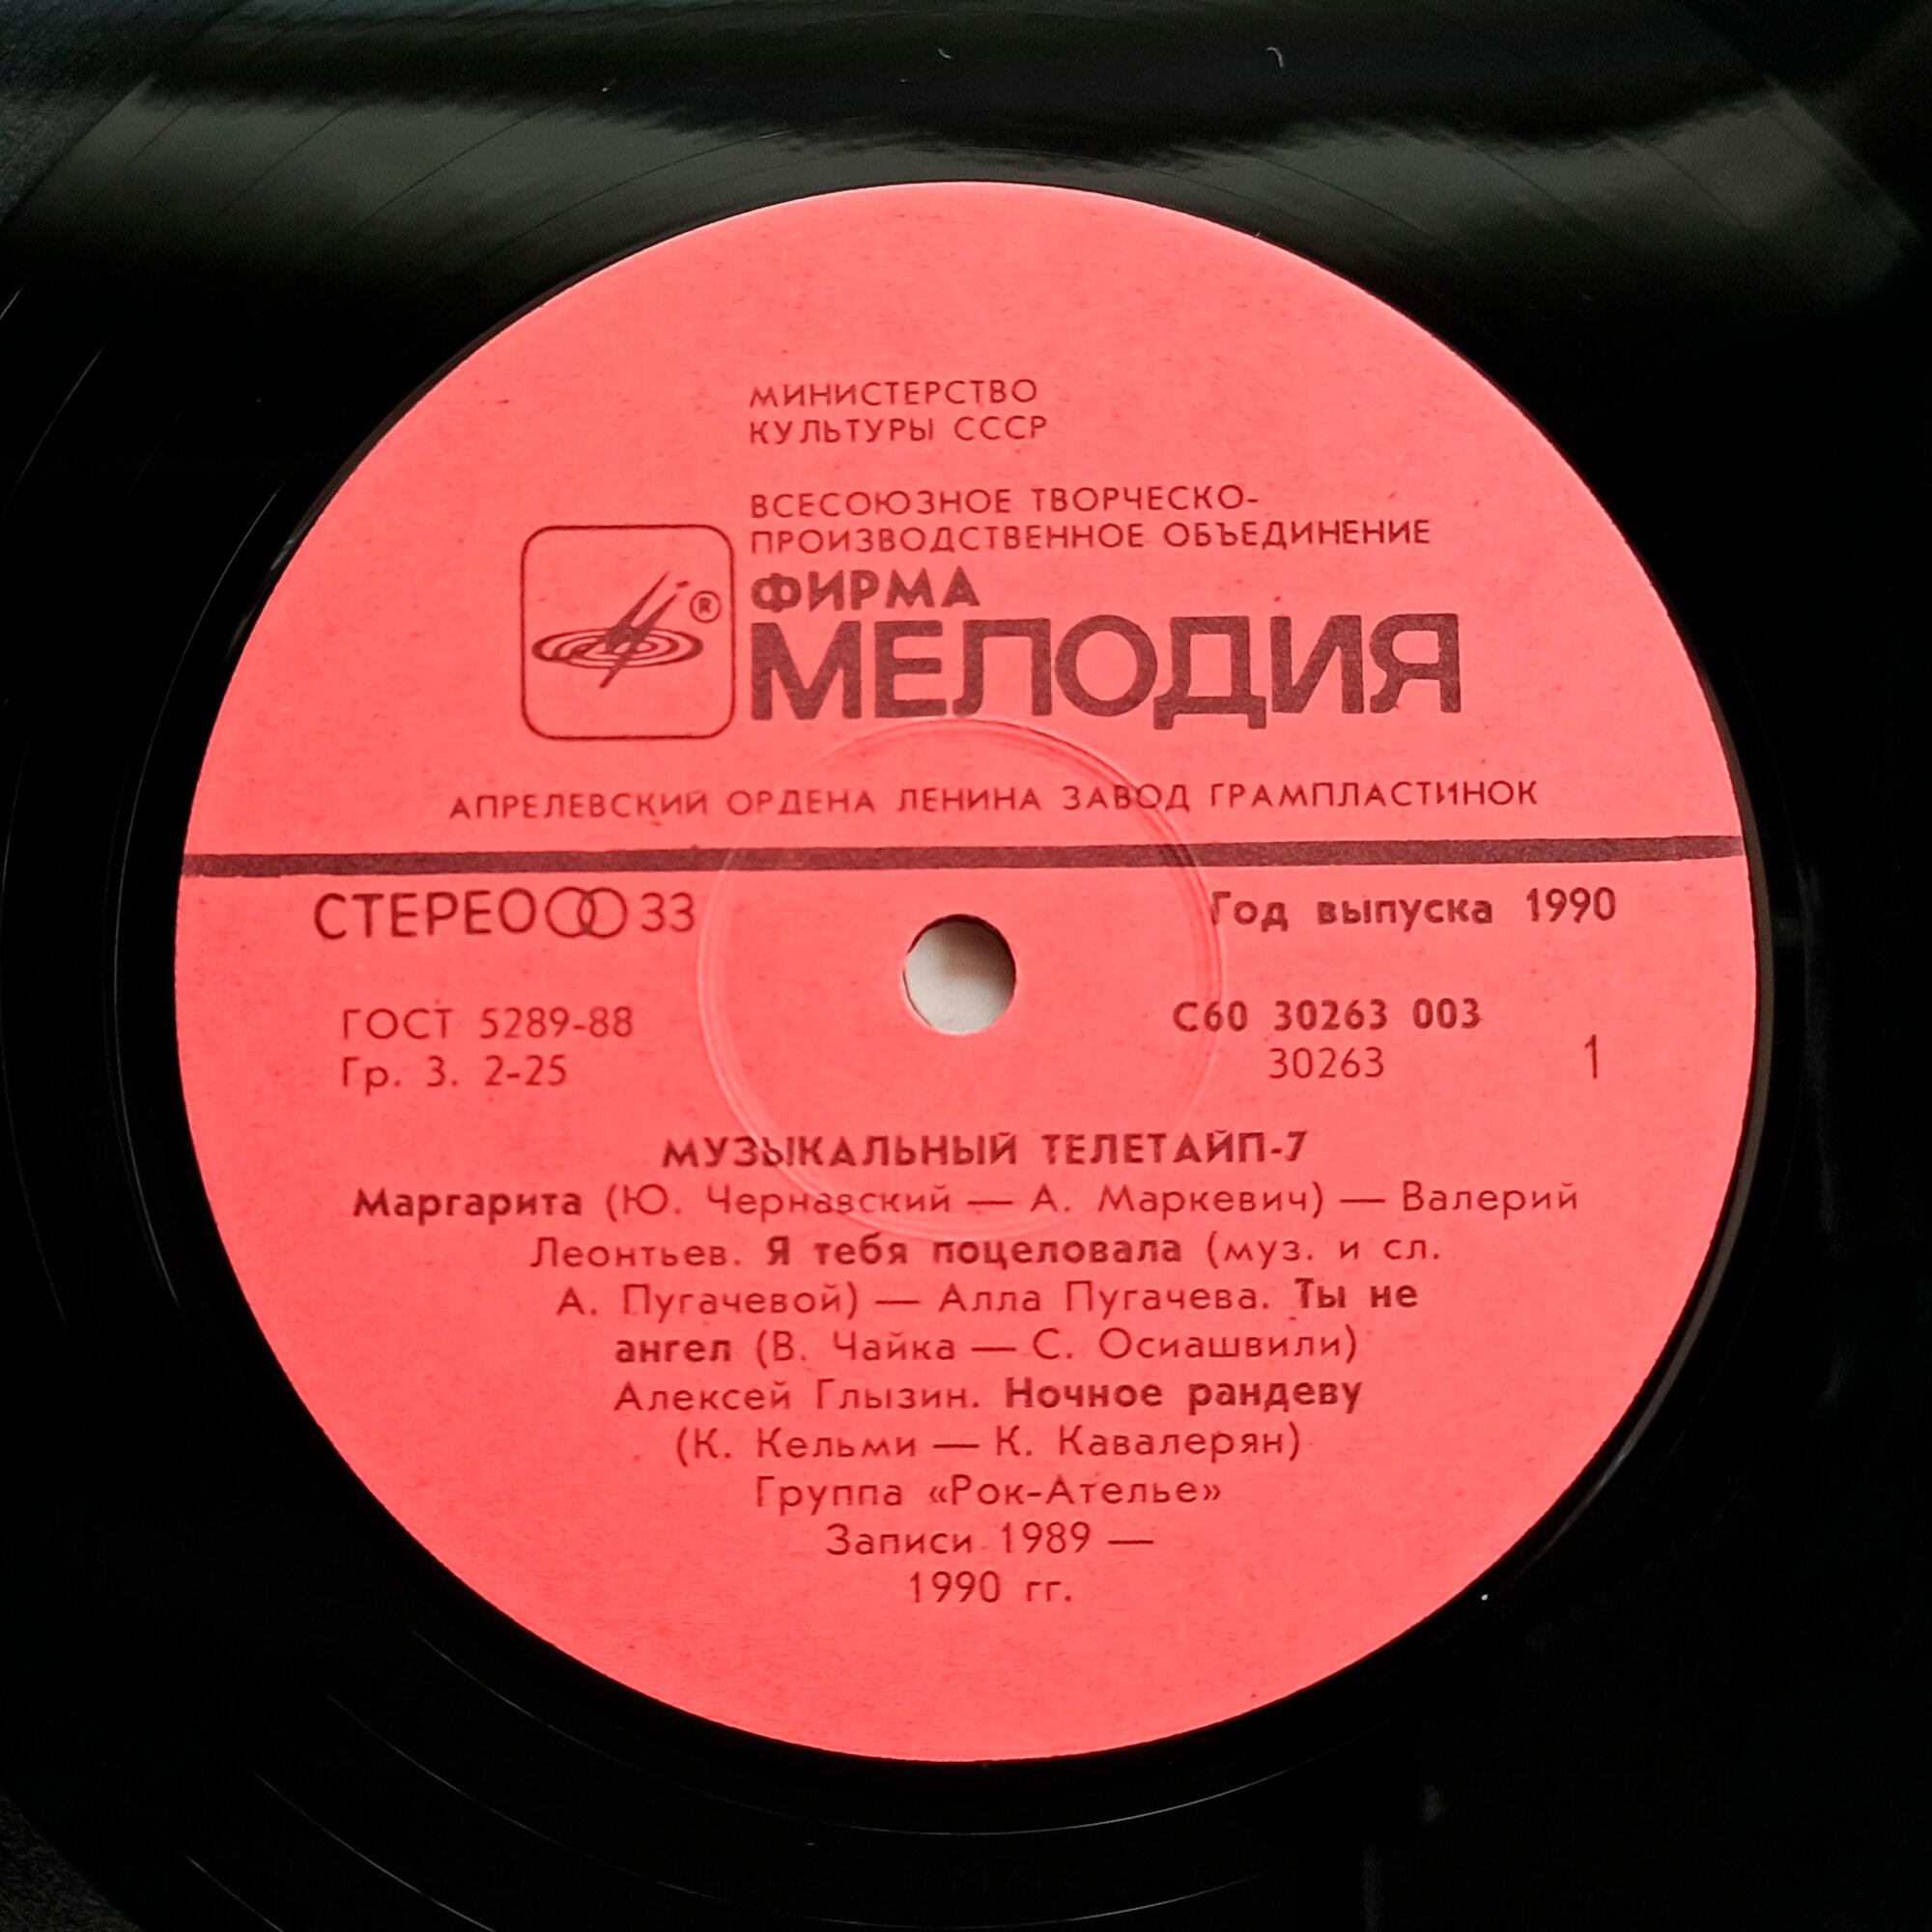 МИНИСТЕРСТВО
КУЛЬТУРЫ СССР
ВСЕСОЮЗНОЕ ТВОРЧЕСКО-
ПРОИЗВОДСТВЕННОЕ ОБЪЕДИНЕНИЕ
ФИРМА
®
МЕЛОДИЯ
АПРЕЛЕВСКИЙ ОРДЕНА ЛЕНИНА ЗАВОД ГРАМПЛАСТИНОК
СТЕРЕО 33
Год выпуска 1990
ГОСТ 5289-88
С60 30263 003
Гр. 3. 2-25
30263
1
МУЗЫКАЛЬНЫЙ ТЕЛЕТАЙП-7
Маргарита (Ю. Чернавский — А. Маркевич) — Валерий
Леонтьев. Я тебя поцеловала (муз. и сл.
А. Пугачевой) — Алла Пугачева. Ты не
ангел (В. Чайка — С. Осиашвили)
Алексей Глызин. Ночное рандеву
(К. Кельми — К. Кавалерян)
Группа «Рок-Ателье»
Записи 1989 —
1990 гг.